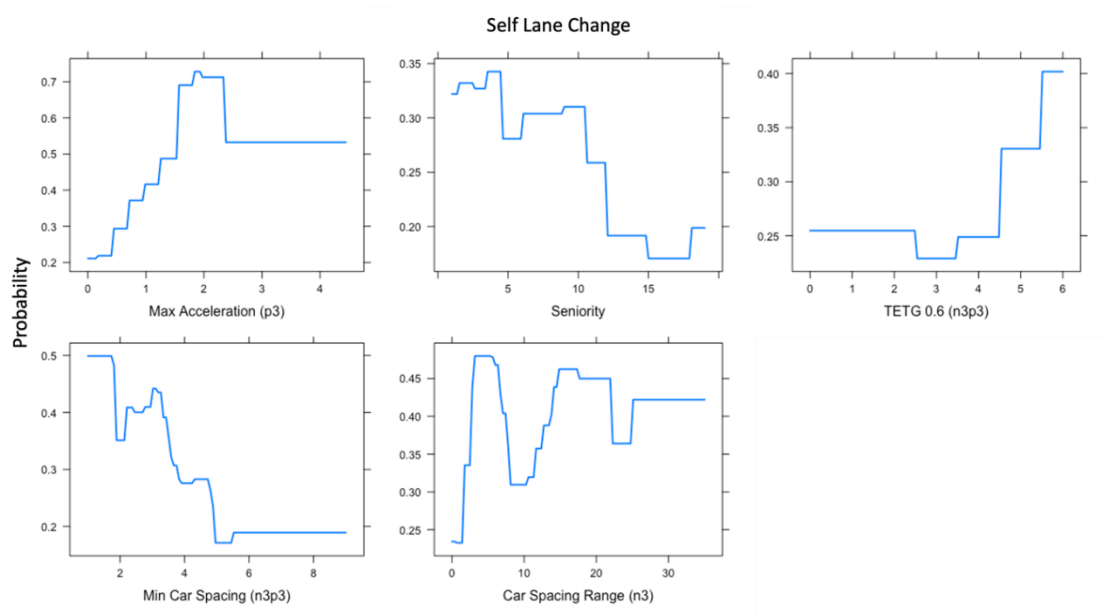 Self Lane Change
Probability
0.7
0.6
0.5
0.4
0.3
0.2
0 1 2 3 4
Max Acceleration (p3)
0.35
0.30
0.25
0.20
5 10 15
Seniority
0.40
0.35
0.30
0.25
0 1 2 3 4 5 6
TETG 0.6 (n3p3)
0.5
0.4
0.3
0.2
2 4 6 8
Min Car Spacing (n3p3)
0.45
0.40
0.35
0.30
0.25
0 10 20 30
Car Spacing Range (n3)